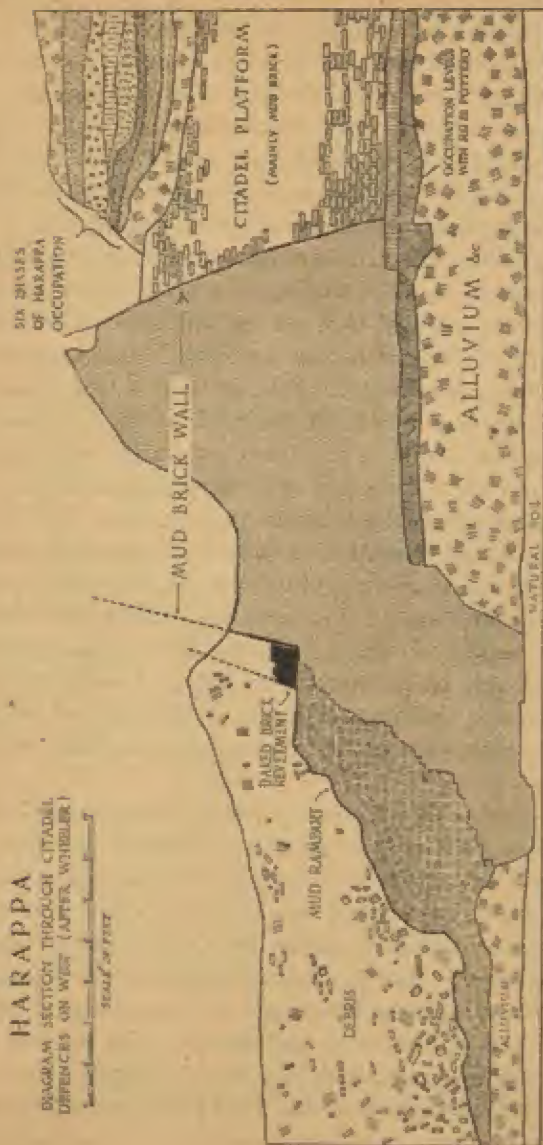 HARAPPA
DIAGRAM SECTION THROUGH CITADEL
DEFENCES ON WEST (AFTER WHEELER)
SCALE OF FEET
SIX PHASES
OF HARAPPA
OCCUPATION
MUD BRICK WALL
CITADEL PLATFORM
(MAINLY MUD BRICK)
BAKED BRICK
REVETMENT
MUD RAMPART
DEBRIS
OCCUPATION LEVELS
POTTERY
ALLUVIUM &c
ALLUVIUM
NATURAL SOIL